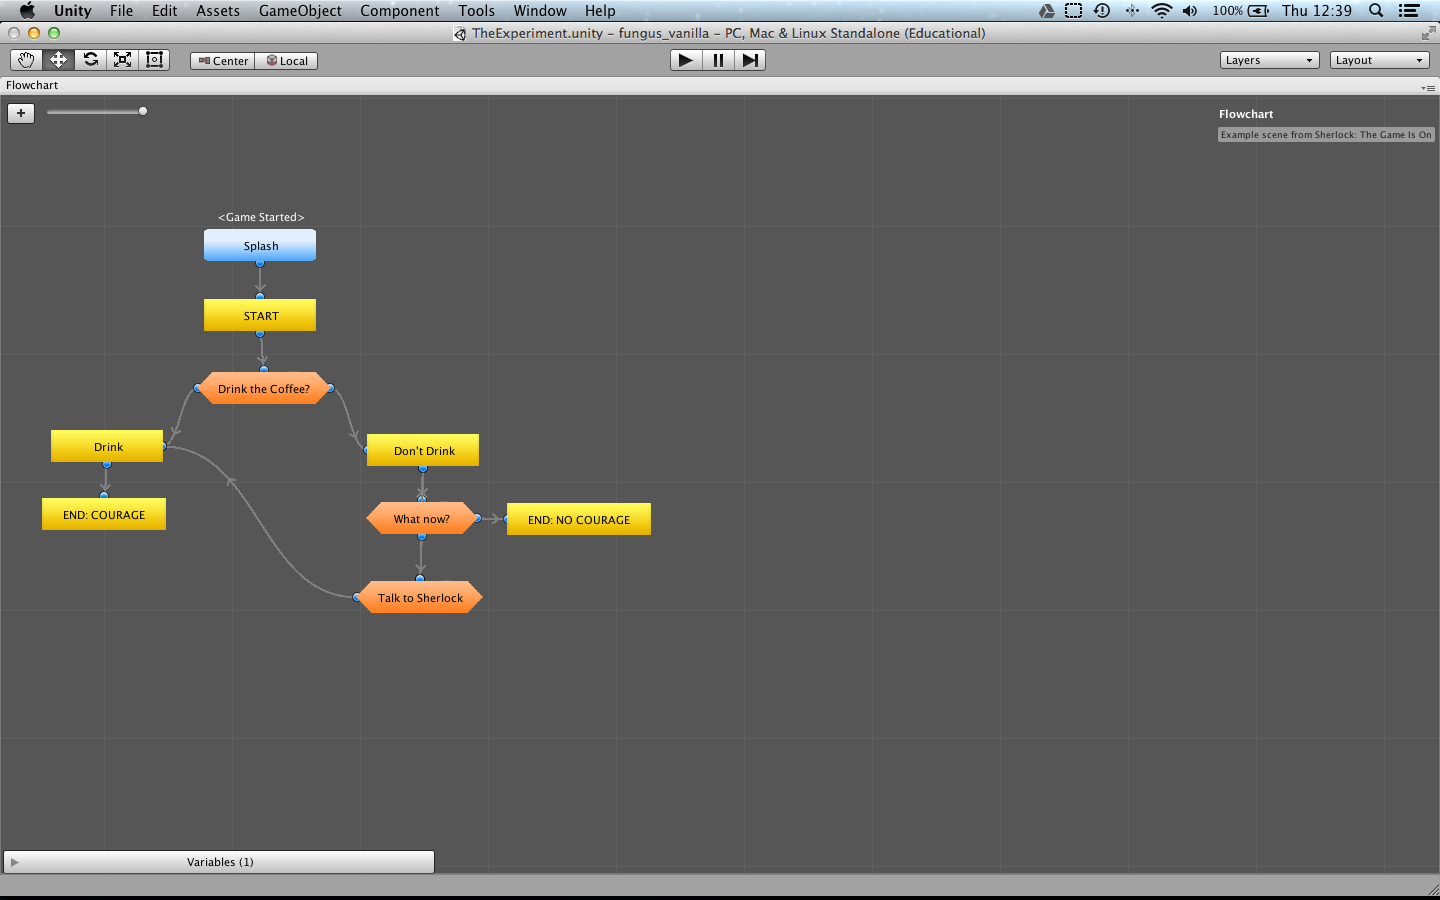 Unity File Edit Assets GameObject Component Tools Window Help 100% Thu 12:39
TheExperiment.unity – fungus_vanilla – PC, Mac & Linux Standalone (Educational)
Center Local Layers Layout
Flowchart
+
Flowchart
Example scene from Sherlock: The Game Is On
<Game Started>
Splash
START
Drink the Coffee?
Drink
Don't Drink
END: COURAGE
What now?
END: NO COURAGE
Talk to Sherlock
Variables (1)